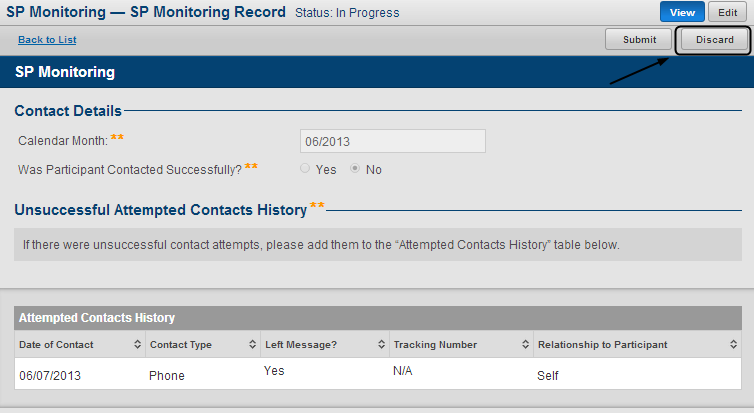 SP Monitoring — SP Monitoring Record Status: In Progress View Edit
Back to List Submit Discard
SP Monitoring
Contact Details
Calendar Month: ** 06/2013
Was Participant Contacted Successfully? ** Yes No
Unsuccessful Attempted Contacts History **
If there were unsuccessful contact attempts, please add them to the “Attempted Contacts History” table below.
Attempted Contacts History
Date of Contact Contact Type Left Message? Tracking Number Relationship to Participant
06/07/2013 Phone Yes N/A Self